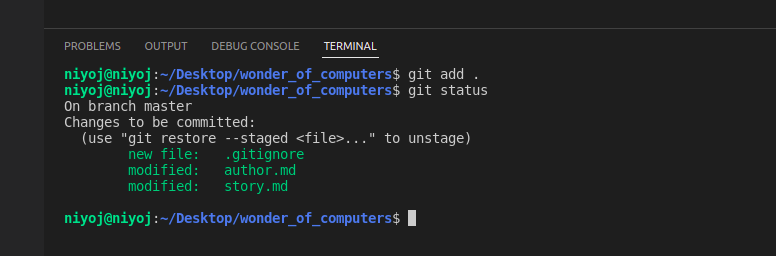 PROBLEMS OUTPUT DEBUG CONSOLE TERMINAL
niyoj@niyoj:~/Desktop/wonder_of_computers$ git add .
niyoj@niyoj:~/Desktop/wonder_of_computers$ git status
On branch master
Changes to be committed:
  (use "git restore --staged <file>..." to unstage)
        new file:   .gitignore
        modified:   author.md
        modified:   story.md
niyoj@niyoj:~/Desktop/wonder_of_computers$